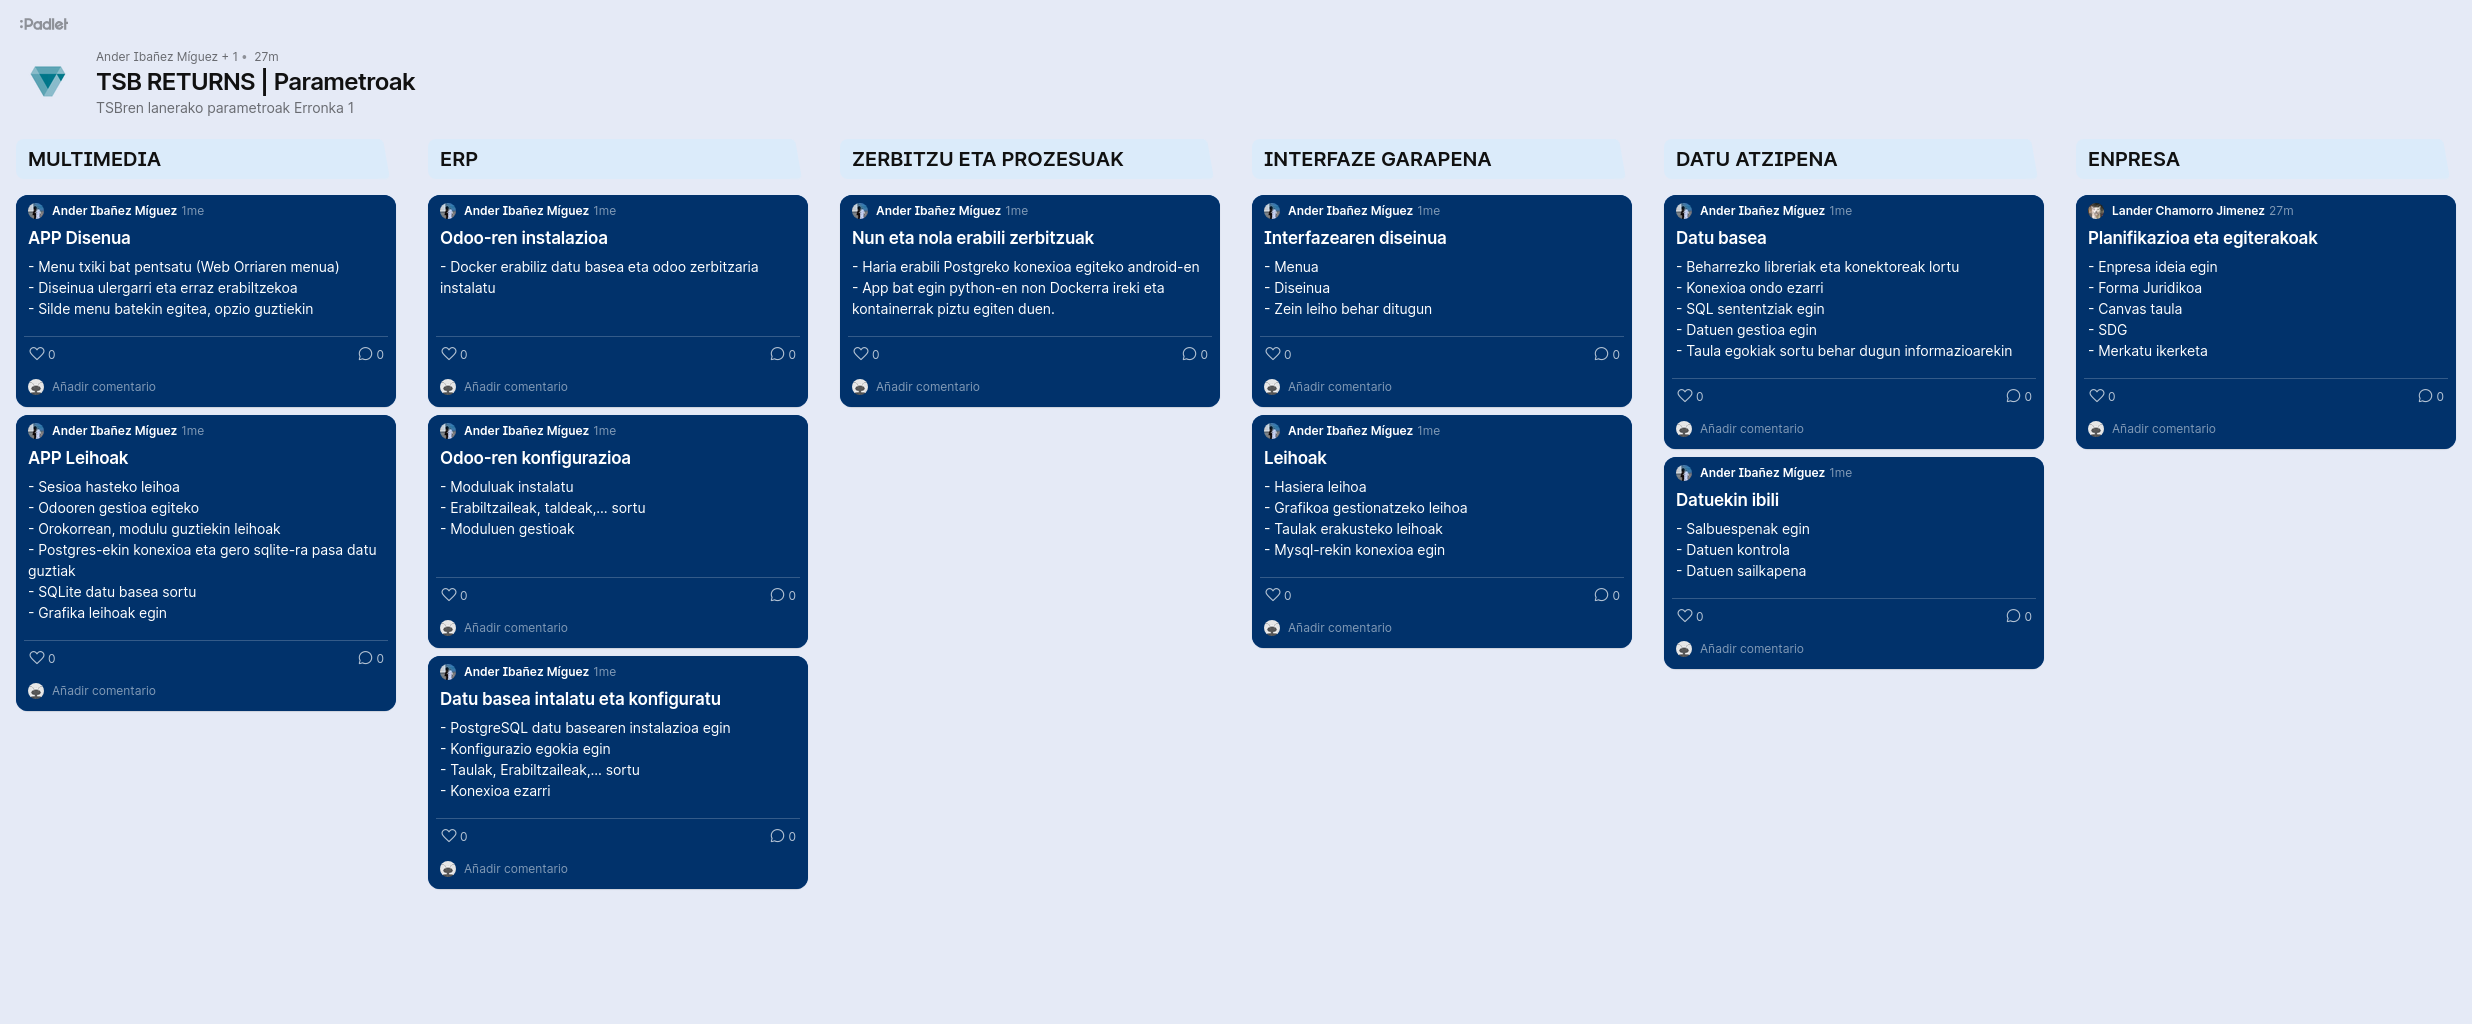 :Padlet
Ander Ibañez Míguez + 1 • 27m
TSB RETURNS | Parametroak
TSBren lanerako parametroak Erronka 1
MULTIMEDIA
Ander Ibañez Míguez 1me
APP Disenua
- Menu txiki bat pentsatu (Web Orriaren menua)
- Diseinua ulergarri eta erraz erabiltzekoa
- Silde menu batekin egitea, opzio guztiekin
0 0
Añadir comentario
Ander Ibañez Míguez 1me
APP Leihoak
- Sesioa hasteko leihoa
- Odooren gestioa egiteko
- Orokorrean, modulu guztiekin leihoak
- Postgres-ekin konexioa eta gero sqlite-ra pasa datu
guztiak
- SQLite datu basea sortu
- Grafika leihoak egin
0 0
Añadir comentario
ERP
Ander Ibañez Míguez 1me
Odoo-ren instalazioa
- Docker erabiliz datu basea eta odoo zerbitzaria
instalatu
0 0
Añadir comentario
Ander Ibañez Míguez 1me
Odoo-ren konfigurazioa
- Moduluak instalatu
- Erabiltzaileak, taldeak,... sortu
- Moduluen gestioak
0 0
Añadir comentario
Ander Ibañez Míguez 1me
Datu basea intalatu eta konfiguratu
- PostgreSQL datu basearen instalazioa egin
- Konfigurazio egokia egin
- Taulak, Erabiltzaileak,... sortu
- Konexioa ezarri
0 0
Añadir comentario
ZERBITZU ETA PROZESUAK
Ander Ibañez Míguez 1me
Nun eta nola erabili zerbitzuak
- Haria erabili Postgreko konexioa egiteko android-en
- App bat egin python-en non Dockerra ireki eta
kontainerrak piztu egiten duen.
0 0
Añadir comentario
INTERFAZE GARAPENA
Ander Ibañez Míguez 1me
Interfazearen diseinua
- Menua
- Diseinua
- Zein leiho behar ditugun
0 0
Añadir comentario
Ander Ibañez Míguez 1me
Leihoak
- Hasiera leihoa
- Grafikoa gestionatzeko leihoa
- Taulak erakusteko leihoak
- Mysql-rekin konexioa egin
0 0
Añadir comentario
DATU ATZIPENA
Ander Ibañez Míguez 1me
Datu basea
- Beharrezko libreriak eta konektoreak lortu
- Konexioa ondo ezarri
- SQL sententziak egin
- Datuen gestioa egin
- Taula egokiak sortu behar dugun informazioarekin
0 0
Añadir comentario
Ander Ibañez Míguez 1me
Datuekin ibili
- Salbuespenak egin
- Datuen kontrola
- Datuen sailkapena
0 0
Añadir comentario
ENPRESA
Lander Chamorro Jimenez 27m
Planifikazioa eta egiterakoak
- Enpresa ideia egin
- Forma Juridikoa
- Canvas taula
- SDG
- Merkatu ikerketa
0 0
Añadir comentario